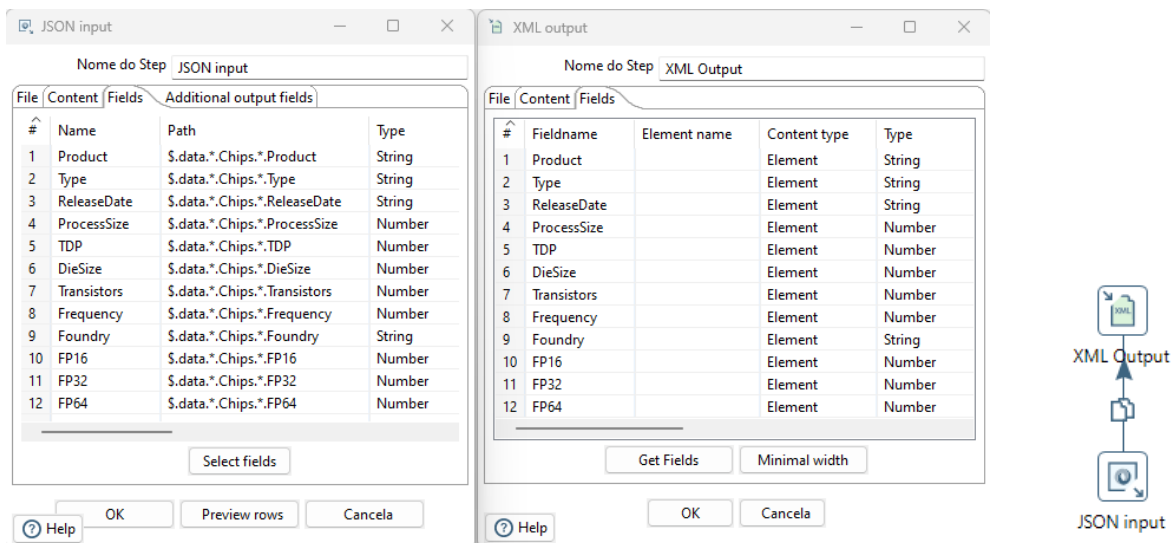 JSON input
Nome do Step JSON input
File Content Fields Additional output fields
# Name Path Type
1 Product $.data.*.Chips.*.Product String
2 Type $.data.*.Chips.*.Type String
3 ReleaseDate $.data.*.Chips.*.ReleaseDate String
4 ProcessSize $.data.*.Chips.*.ProcessSize Number
5 TDP $.data.*.Chips.*.TDP Number
6 DieSize $.data.*.Chips.*.DieSize Number
7 Transistors $.data.*.Chips.*.Transistors Number
8 Frequency $.data.*.Chips.*.Frequency Number
9 Foundry $.data.*.Chips.*.Foundry String
10 FP16 $.data.*.Chips.*.FP16 Number
11 FP32 $.data.*.Chips.*.FP32 Number
12 FP64 $.data.*.Chips.*.FP64 Number
Select fields
OK Preview rows Cancela
Help
XML output
Nome do Step XML Output
File Content Fields
# Fieldname Element name Content type Type
1 Product Element String
2 Type Element String
3 ReleaseDate Element String
4 ProcessSize Element Number
5 TDP Element Number
6 DieSize Element Number
7 Transistors Element Number
8 Frequency Element Number
9 Foundry Element String
10 FP16 Element Number
11 FP32 Element Number
12 FP64 Element Number
Get Fields Minimal width
OK Cancela
Help
XML
XML Output
JSON input